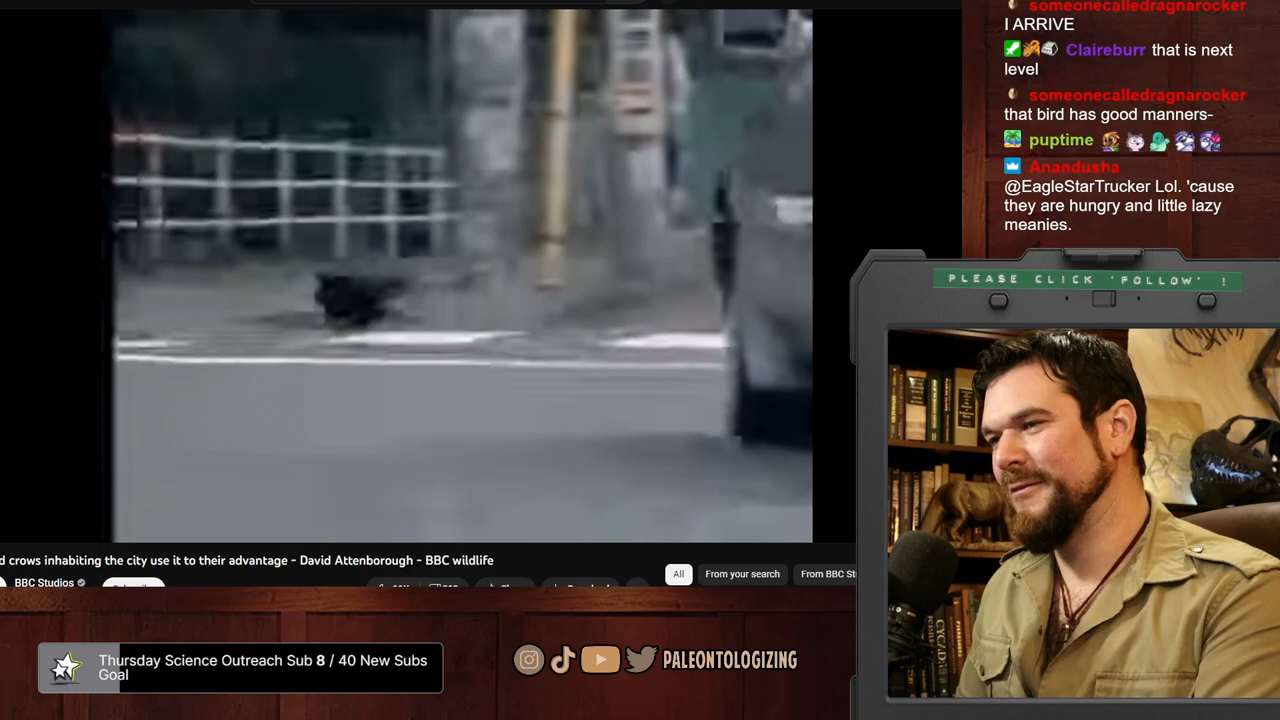 someonecalledragnarocker
I ARRIVE
Claireburr that is next
level
someonecalledragnarocker
that bird has good manners-
puptime
Anandusha
@EagleStarTrucker Lol. 'cause
they are hungry and little lazy
meanies.
PLEASE CLICK 'FOLLOW' !
d crows inhabiting the city use it to their advantage - David Attenborough - BBC wildlife
BBC Studios
All
From your search
From BBC St
Thursday Science Outreach Sub 8 / 40 New Subs
Goal
PALEONTOLOGIZING